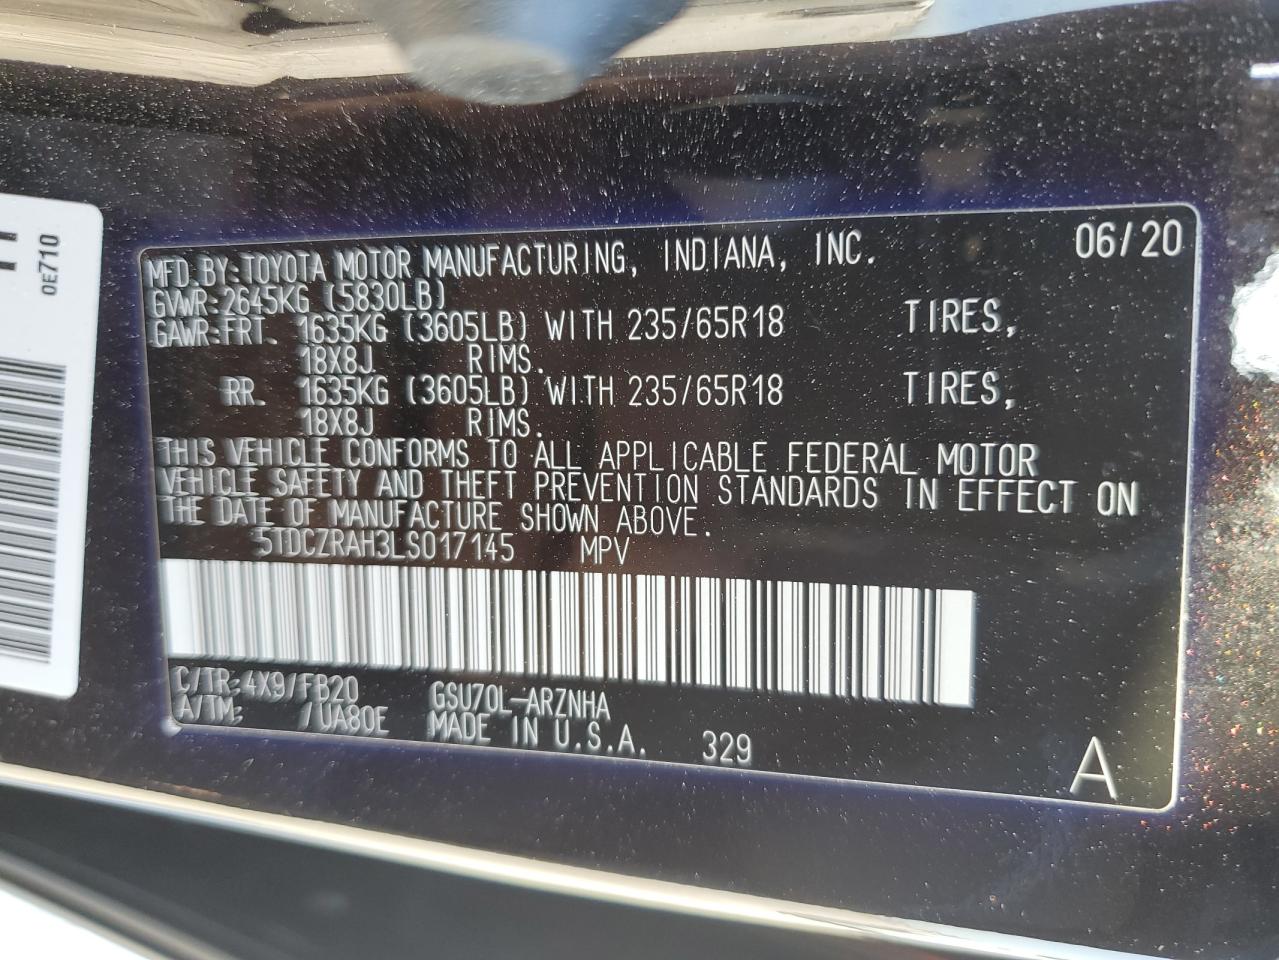 MFD.BY:TOYOTA MOTOR MANUFACTURING, INDIANA, INC. 06/20
GVWR:2645KG (5830LB)
GAWR:FRT. 1635KG (3605LB) WITH 235/65R18 TIRES,
18X8J RIMS.
RR. 1635KG (3605LB) WITH 235/65R18 TIRES,
18X8J RIMS.
THIS VEHICLE CONFORMS TO ALL APPLICABLE FEDERAL MOTOR
VEHICLE SAFETY AND THEFT PREVENTION STANDARDS IN EFFECT ON
THE DATE OF MANUFACTURE SHOWN ABOVE.
5TDCZRAH3LS017145 MPV
C/TR:4X9/FB20 GSU70L-ARZNHA
A/TM: /UA80E MADE IN U.S.A. 329
A
0E710